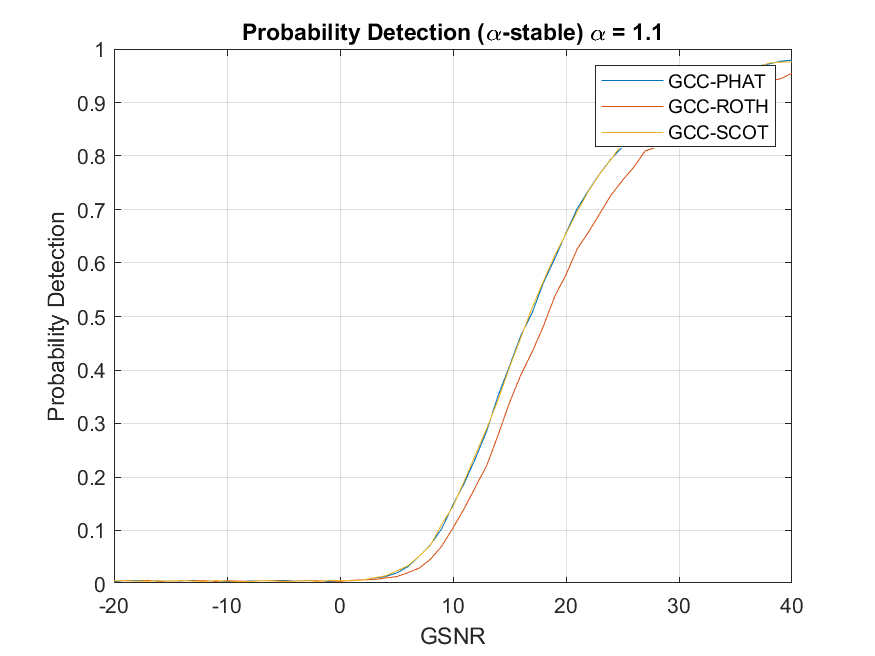 Probability Detection (α-stable) α = 1.1
1
0.9
0.8
0.7
0.6
0.5
0.4
0.3
0.2
0.1
0
Probability Detection
GCC-PHAT
GCC-ROTH
GCC-SCOT
-20 -10 0 10 20 30 40
GSNR